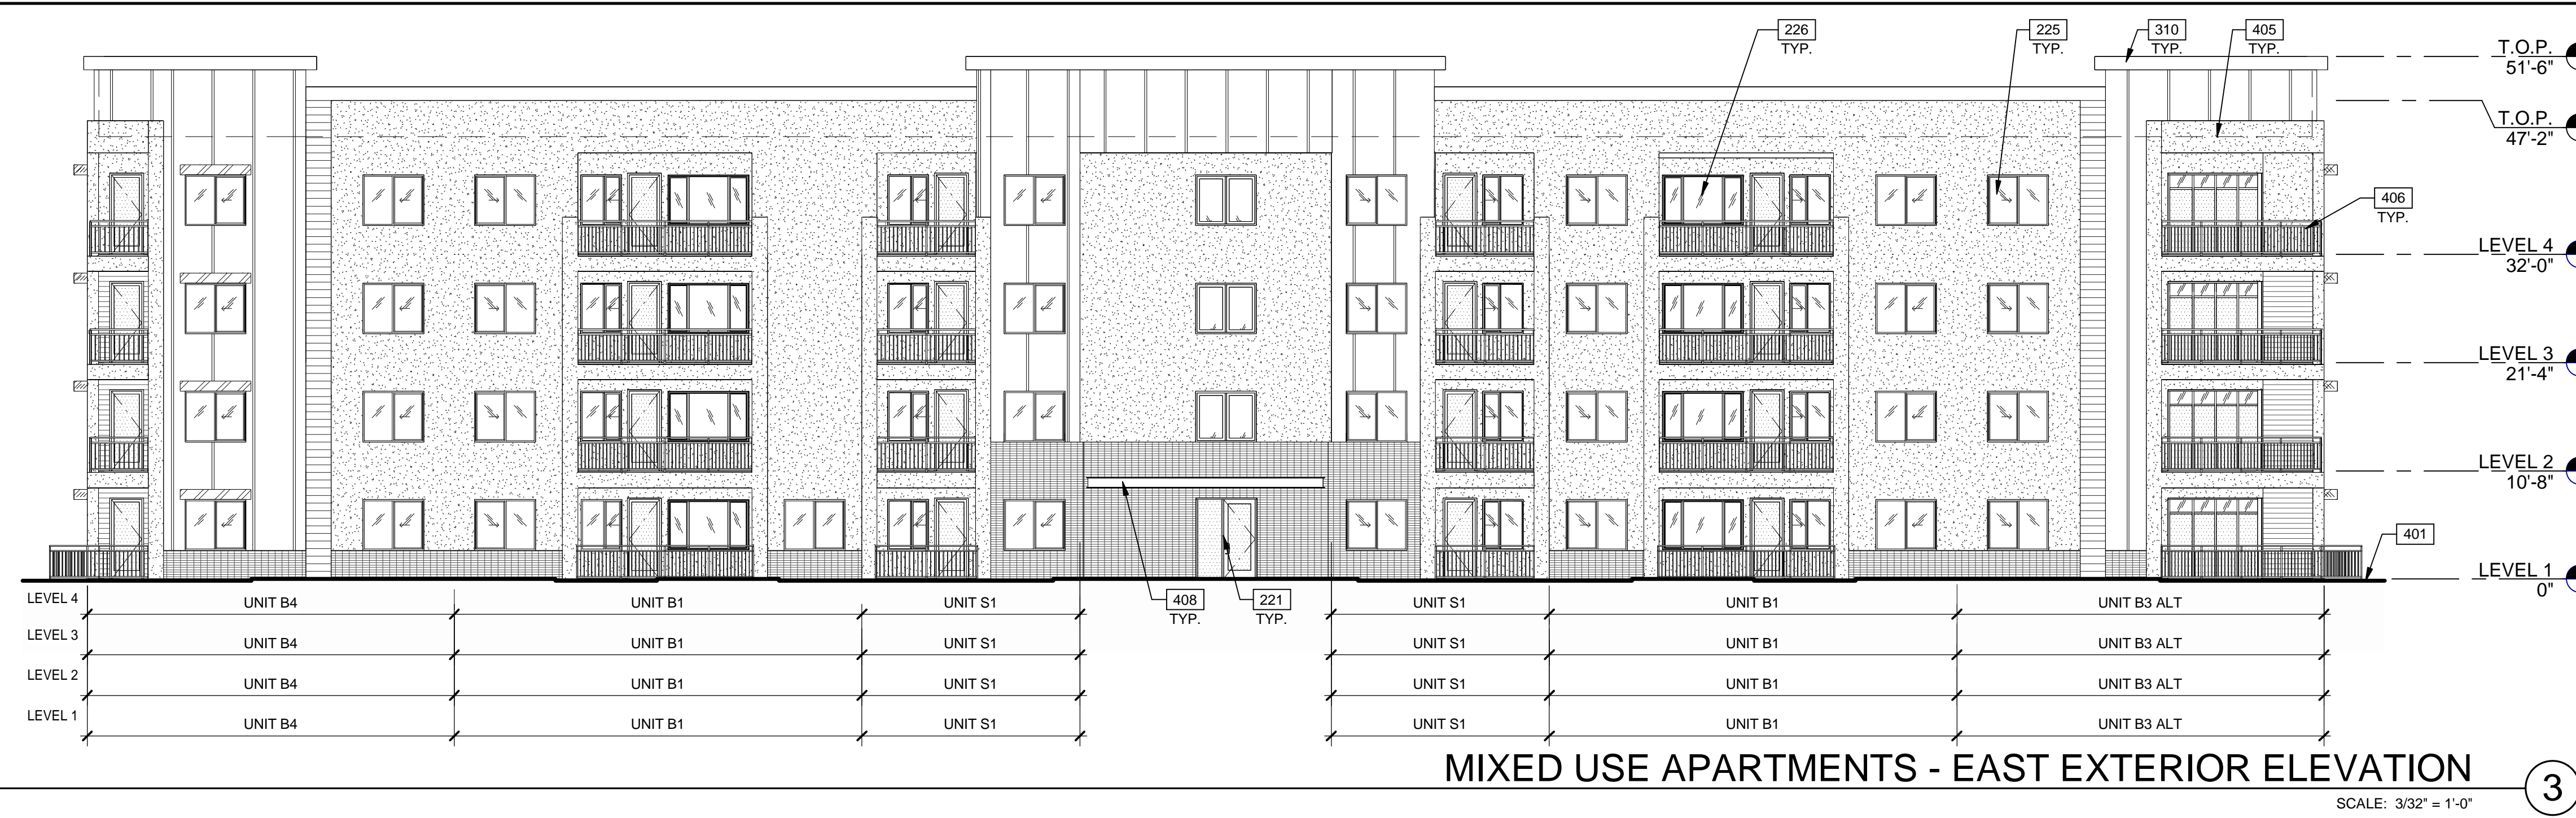 226
TYP.
225
TYP.
310
TYP.
405
TYP.
T.O.P.
51'-6"
T.O.P.
47'-2"
406
TYP.
LEVEL 4
32'-0"
LEVEL 3
21'-4"
LEVEL 2
10'-8"
401
LEVEL 1
0"
408
TYP.
221
TYP.
LEVEL 4 UNIT B4 UNIT B1 UNIT S1 UNIT S1 UNIT B1 UNIT B3 ALT
LEVEL 3 UNIT B4 UNIT B1 UNIT S1 UNIT S1 UNIT B1 UNIT B3 ALT
LEVEL 2 UNIT B4 UNIT B1 UNIT S1 UNIT S1 UNIT B1 UNIT B3 ALT
LEVEL 1 UNIT B4 UNIT B1 UNIT S1 UNIT S1 UNIT B1 UNIT B3 ALT
MIXED USE APARTMENTS - EAST EXTERIOR ELEVATION
3
SCALE: 3/32" = 1'-0"